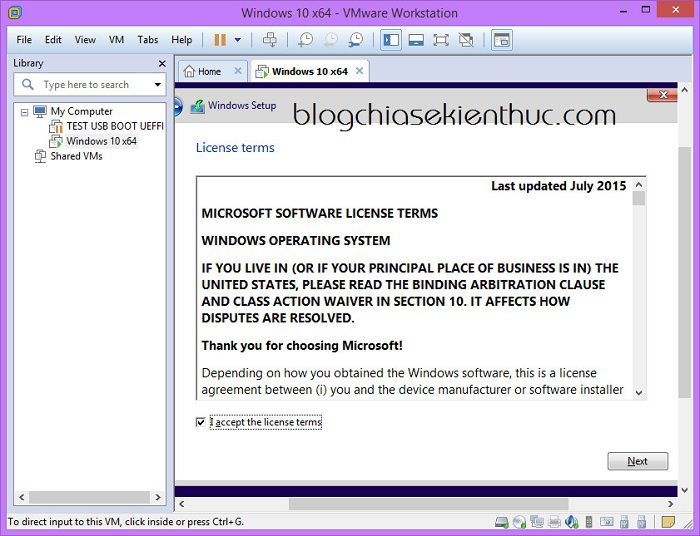 Windows 10 x64 - VMware Workstation
File Edit View VM Tabs Help
Library
Type here to search
My Computer
TEST USB BOOT UEFFI
Windows 10 x64
Shared VMs
Home
Windows 10 x64
Windows Setup
blogchiasekienthuc.com
License terms
Last updated July 2015
MICROSOFT SOFTWARE LICENSE TERMS
WINDOWS OPERATING SYSTEM
IF YOU LIVE IN (OR IF YOUR PRINCIPAL PLACE OF BUSINESS IS IN) THE
UNITED STATES, PLEASE READ THE BINDING ARBITRATION CLAUSE
AND CLASS ACTION WAIVER IN SECTION 10. IT AFFECTS HOW
DISPUTES ARE RESOLVED.
Thank you for choosing Microsoft!
Depending on how you obtained the Windows software, this is a license
agreement between (i) you and the device manufacturer or software installer
I accept the license terms
Next
To direct input to this VM, click inside or press Ctrl+G.